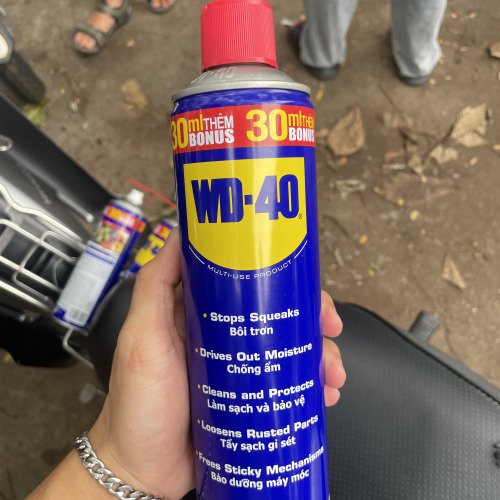 30ml THÊM BONUS 30ml THÊM BONUS
WD-40®
MULTI-USE PRODUCT
• Stops Squeaks
Bôi trơn
• Drives Out Moisture
Chống ẩm
• Cleans and Protects
Làm sạch và bảo vệ
• Loosens Rusted Parts
Tẩy sạch gỉ sét
• Frees Sticky Mechanisms
Bảo dưỡng máy móc